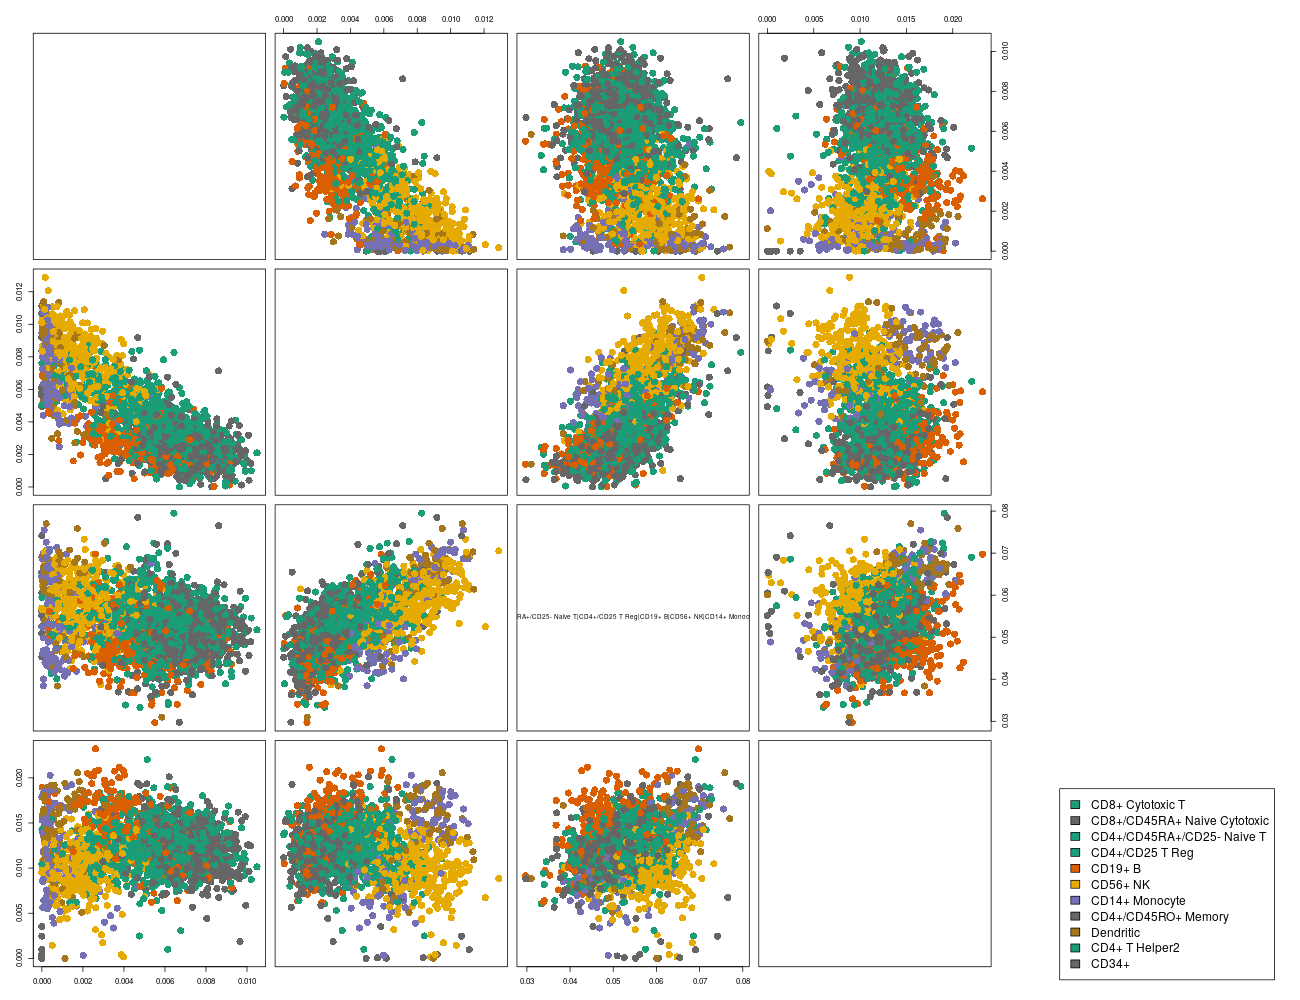 0.000 0.002 0.004 0.006 0.008 0.010 0.012
0.000 0.005 0.010 0.015 0.020
0.000 0.002 0.004 0.006 0.008 0.010
0.000 0.002 0.004 0.006 0.008 0.010 0.012
RA+/CD25- Naive T|CD4+/CD25 T Reg|CD19+ B|CD56+ NK|CD14+ Monoc
0.03 0.04 0.05 0.06 0.07 0.08
0.000 0.005 0.010 0.015 0.020
0.000 0.002 0.004 0.006 0.008 0.010
0.03 0.04 0.05 0.06 0.07 0.08
CD8+ Cytotoxic T
CD8+/CD45RA+ Naive Cytotoxic
CD4+/CD45RA+/CD25- Naive T
CD4+/CD25 T Reg
CD19+ B
CD56+ NK
CD14+ Monocyte
CD4+/CD45RO+ Memory
Dendritic
CD4+ T Helper2
CD34+